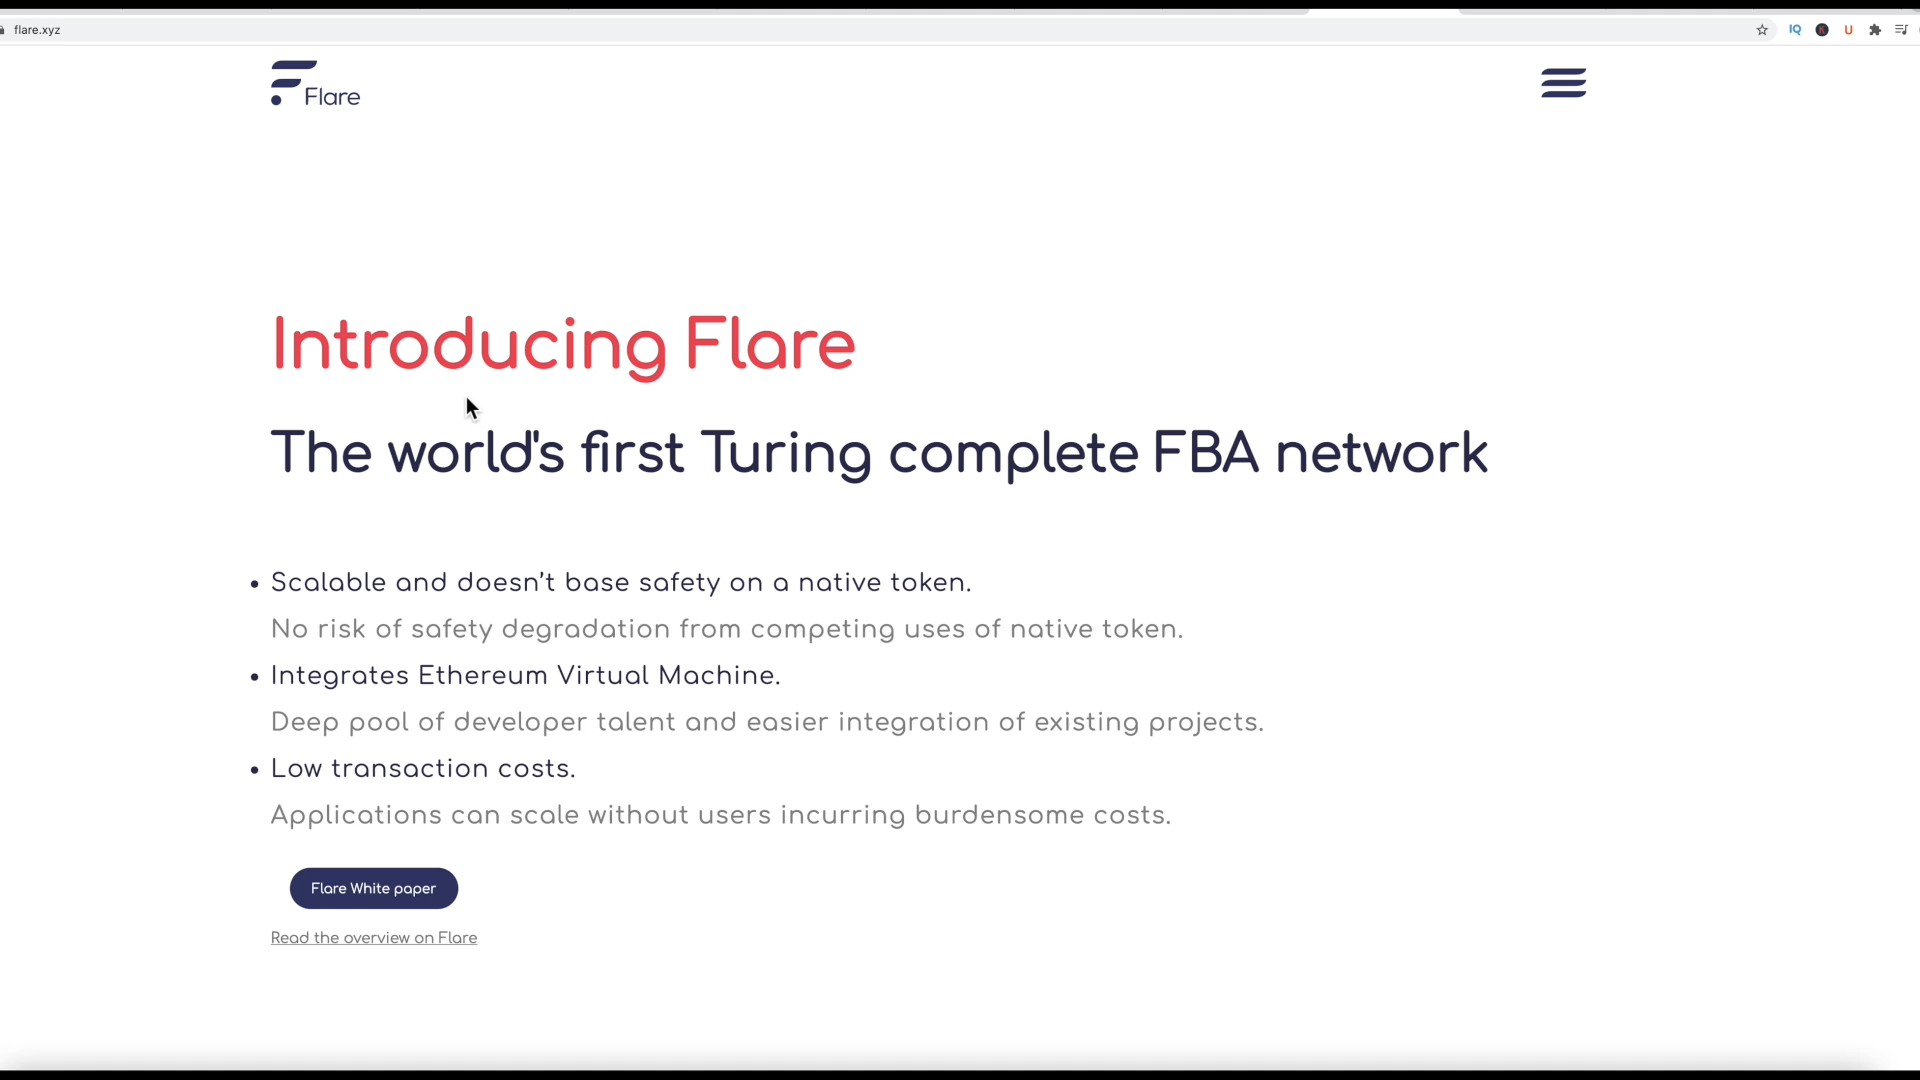 flare.xyz
IQ
U
Flare
Introducing Flare
The world's first Turing complete FBA network
• Scalable and doesn’t base safety on a native token.
No risk of safety degradation from competing uses of native token.
• Integrates Ethereum Virtual Machine.
Deep pool of developer talent and easier integration of existing projects.
• Low transaction costs.
Applications can scale without users incurring burdensome costs.
Flare White paper
Read the overview on Flare